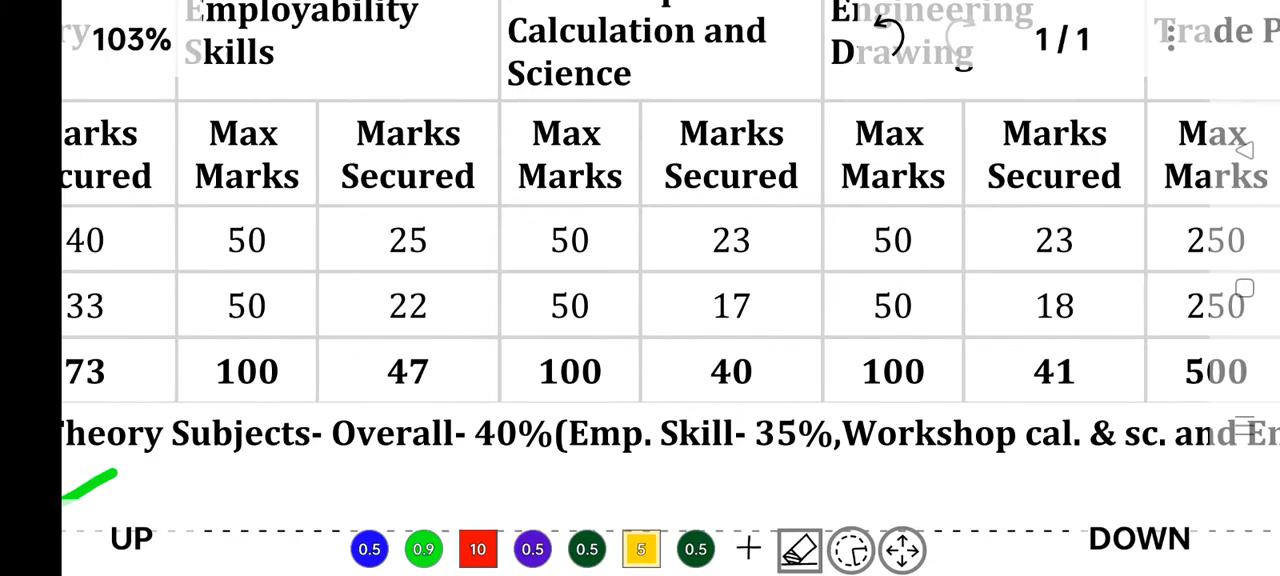 ry 103% Employability Calculation and Engineering 1 / 1 Trade P
Skills Science Drawing
arks Max Marks Max Marks Max Marks Max
cured Marks Secured Marks Secured Marks Secured Marks
40 50 25 50 23 50 23 250
33 50 22 50 17 50 18 250
73 100 47 100 40 100 41 500
Theory Subjects- Overall- 40%(Emp. Skill- 35%,Workshop cal. & sc. and En
UP DOWN
0.5 0.9 10 0.5 0.5 5 0.5